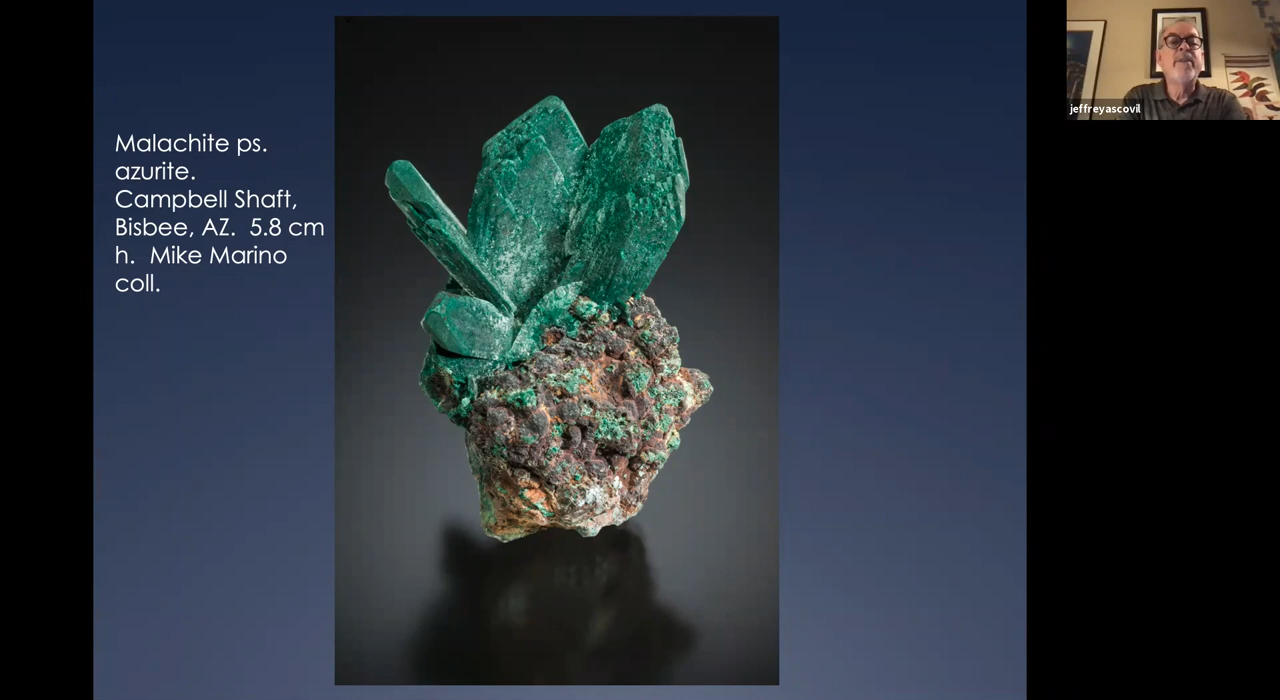 Malachite ps.
azurite.
Campbell Shaft,
Bisbee, AZ.  5.8 cm
h.  Mike Marino
coll.
jeffreyascovil